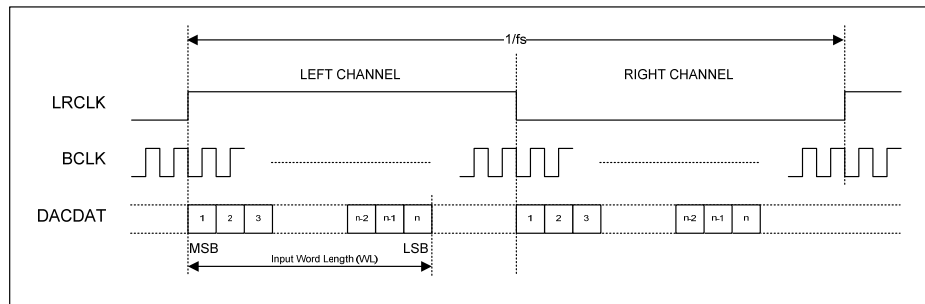 1/fs
LEFT CHANNEL RIGHT CHANNEL
LRCLK
BCLK
DACDAT 1 2 3 n-2 n-1 n 1 2 3 n-2 n-1 n
MSB LSB
Input Word Length (WL)